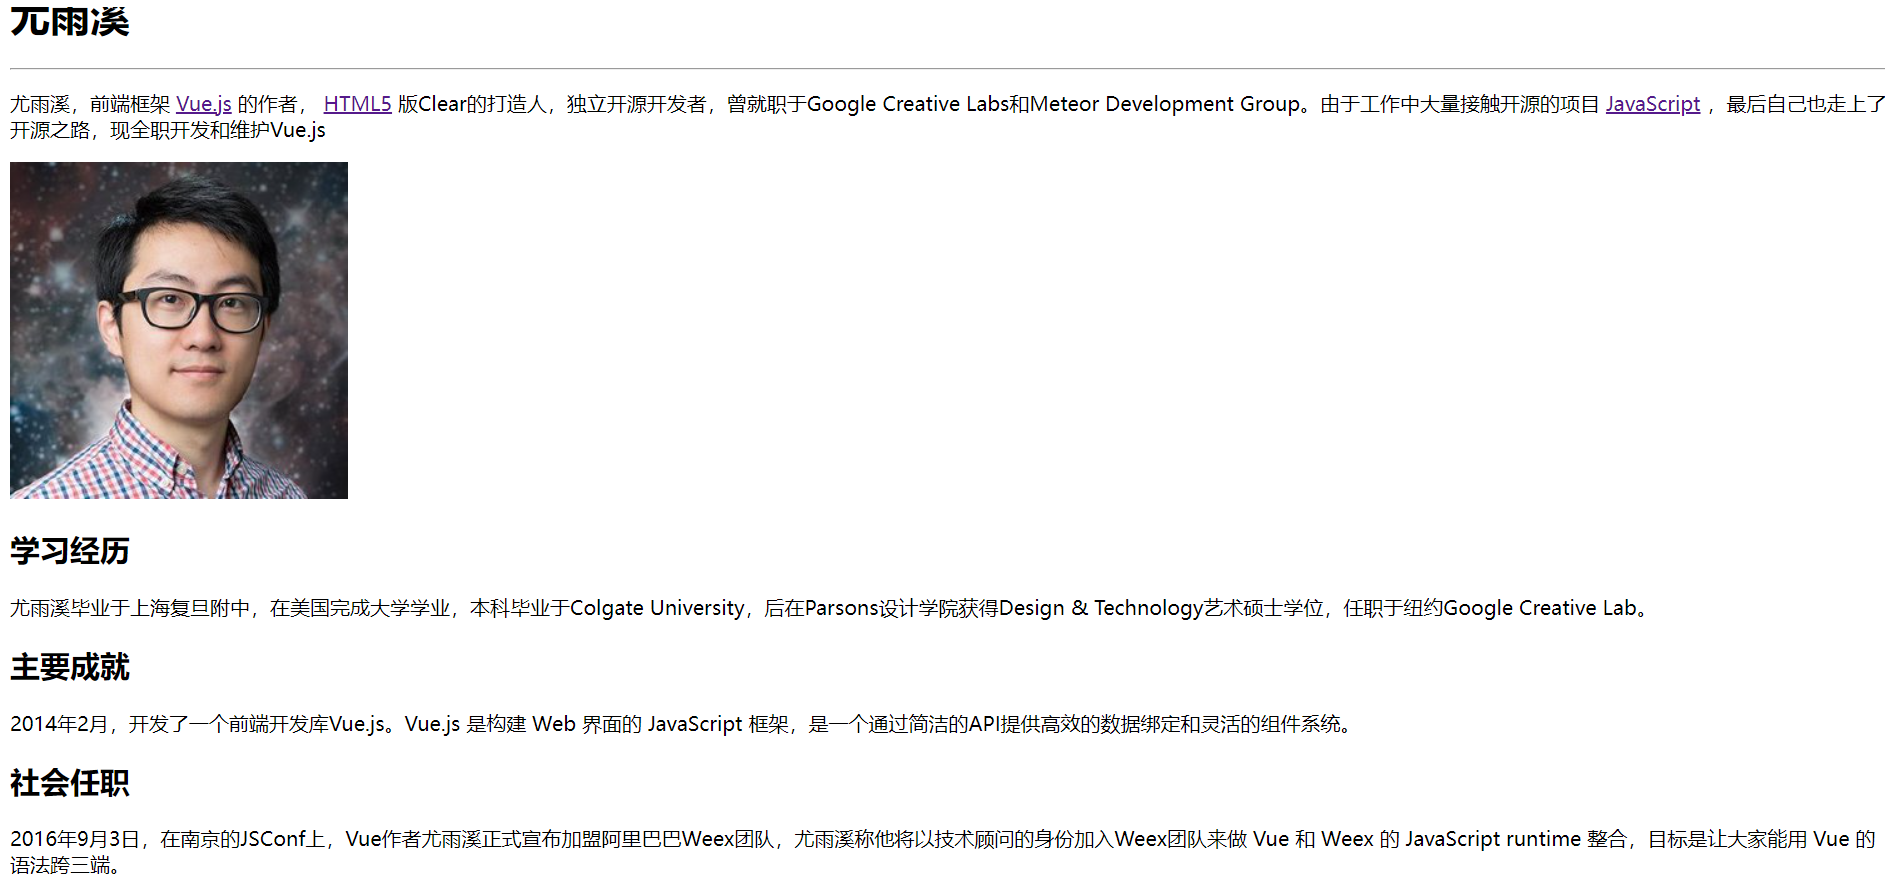 尤雨溪
尤雨溪，前端框架 Vue.js 的作者， HTML5 版Clear的打造人，独立开源开发者，曾就职于Google Creative Labs和Meteor Development Group。由于工作中大量接触开源的项目 JavaScript ，最后自己也走上了
开源之路，现全职开发和维护Vue.js
学习经历
尤雨溪毕业于上海复旦附中，在美国完成大学学业，本科毕业于Colgate University，后在Parsons设计学院获得Design & Technology艺术硕士学位，任职于纽约Google Creative Lab。
主要成就
2014年2月，开发了一个前端开发库Vue.js。Vue.js 是构建 Web 界面的 JavaScript 框架，是一个通过简洁的API提供高效的数据绑定和灵活的组件系统。
社会任职
2016年9月3日，在南京的JSConf上，Vue作者尤雨溪正式宣布加盟阿里巴巴Weex团队，尤雨溪称他将以技术顾问的身份加入Weex团队来做 Vue 和 Weex 的 JavaScript runtime 整合，目标是让大家能用 Vue 的
语法跨三端。